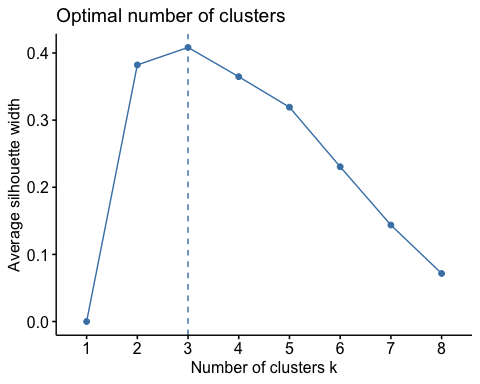 Optimal number of clusters
Average silhouette width
0.4
0.3
0.2
0.1
0.0
1 2 3 4 5 6 7 8
Number of clusters k